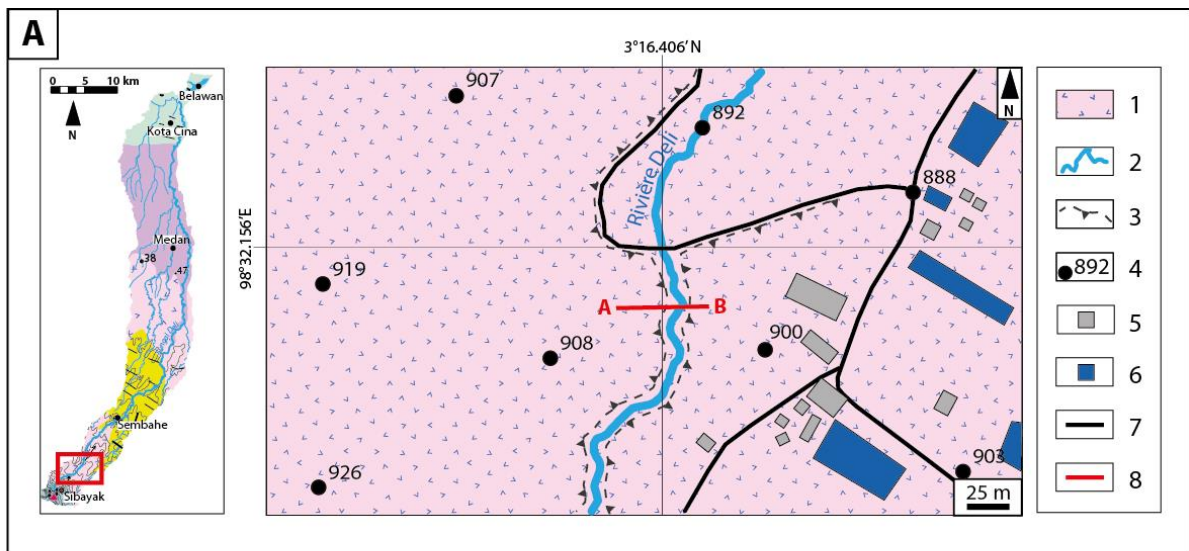 A
0 5 10 km
N
Belawan
Kota Cina
Medan
.38
.47
Sembahe
Sibayak
3°16.406′ N
98°32.156′E
907
892
Rivière Deli
888
919
908
900
926
903
A
B
N
25 m
1
2
3
892
4
5
6
7
8